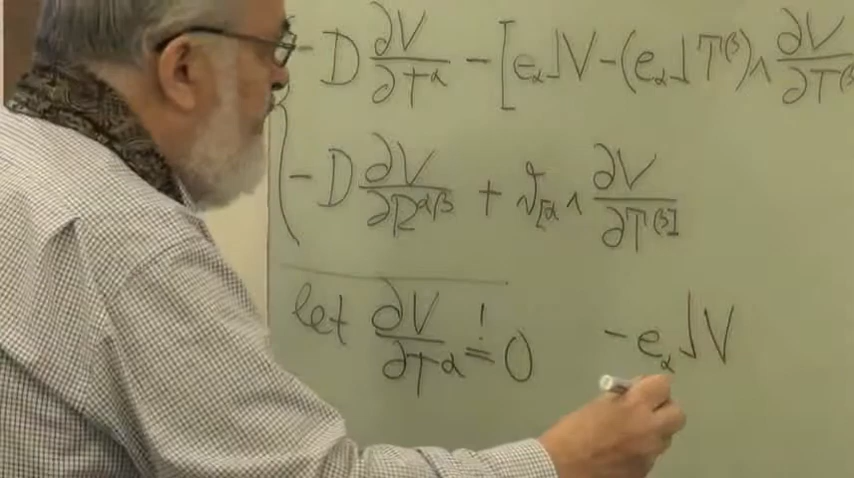 - D ∂V/∂T^α - [e_α⌋V - (e_α⌋T^β)∧ ∂V/∂T^β
- D ∂V/∂R^αβ + ϑ_[α ∧ ∂V/∂T^β]
let ∂V/∂T^α =! 0 - e_α⌋V